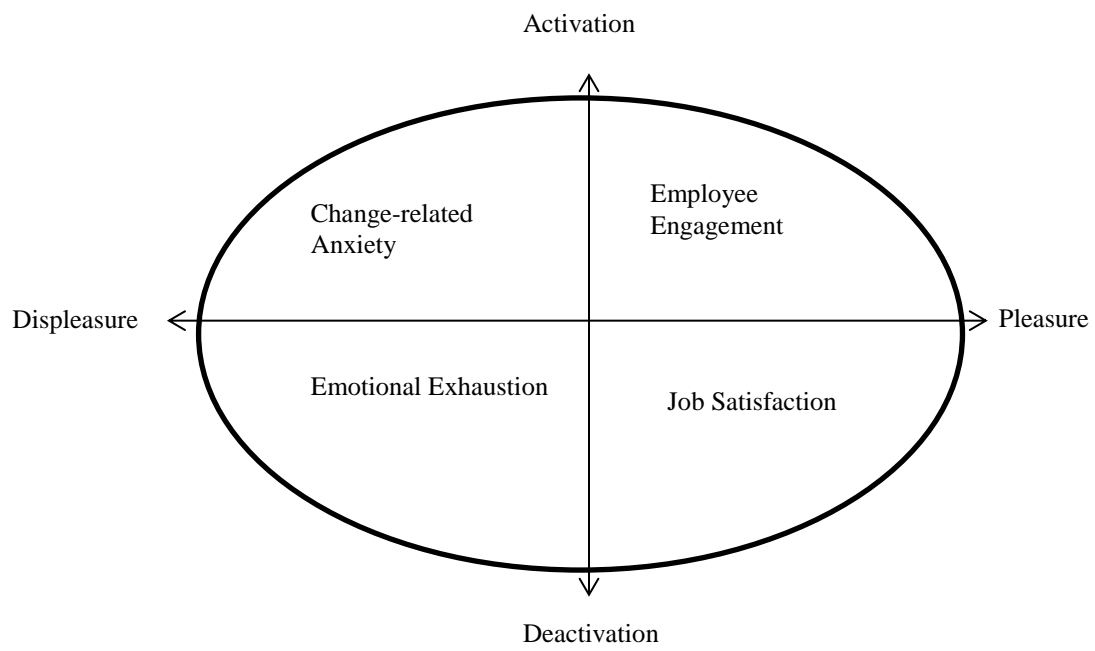 Activation
Employee
Engagement
Change-related
Anxiety
Displeasure
Pleasure
Emotional Exhaustion
Job Satisfaction
Deactivation